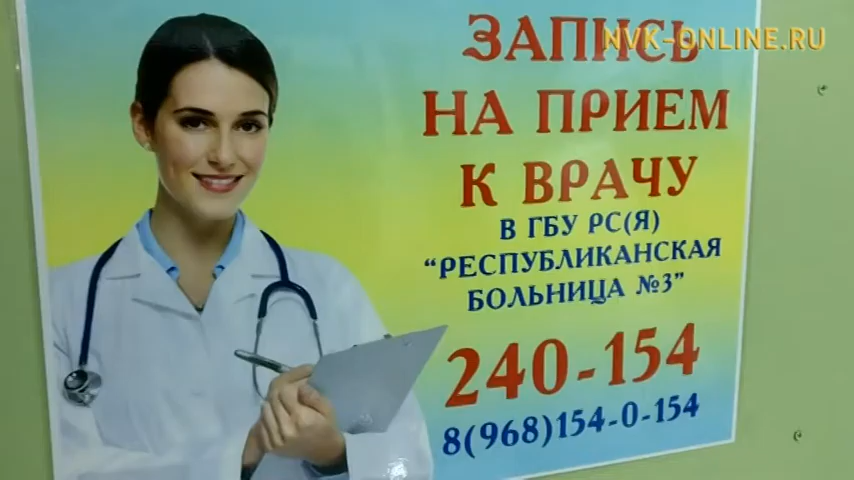 NVK-ONLINE.RU
ЗАПИСЬ
НА ПРИЕМ
К ВРАЧУ
В ГБУ РС(Я)
“РЕСПУБЛИКАНСКАЯ
БОЛЬНИЦА №3”
240-154
8(968)154-0-154